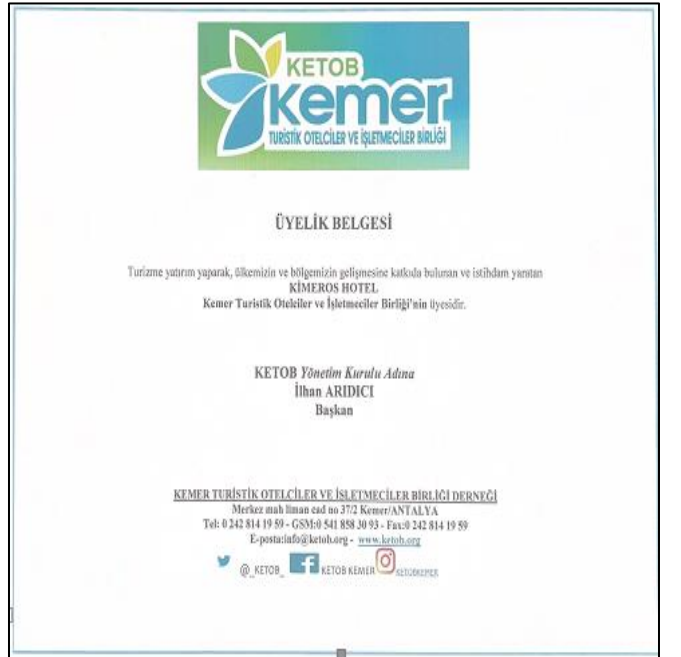 KETOB
Kemer
TURİSTİK OTELCİLER VE İŞLETMECİLER BİRLİĞİ
ÜYELİK BELGESİ
Turizme yatırım yaparak, ülkemizin ve bölgemizin gelişmesine katkıda bulunan ve istihdam yaratan
KİMEROS HOTEL
Kemer Turistik Otelciler ve İşletmeciler Birliği'nin üyesidir.
KETOB Yönetim Kurulu Adına
İlhan ARIDICI
Başkan
KEMER TURİSTİK OTELCİLER VE İŞLETMECİLER BİRLİĞİ DERNEĞİ
Merkez mah liman cad no 37/2 Kemer/ANTALYA
Tel: 0 242 814 19 59 - GSM:0 541 858 30 93 - Fax:0 242 814 19 59
E-posta:info@ketob.org - www.ketob.org
@_KETOB_ KETOB KEMER KETOBKEMER